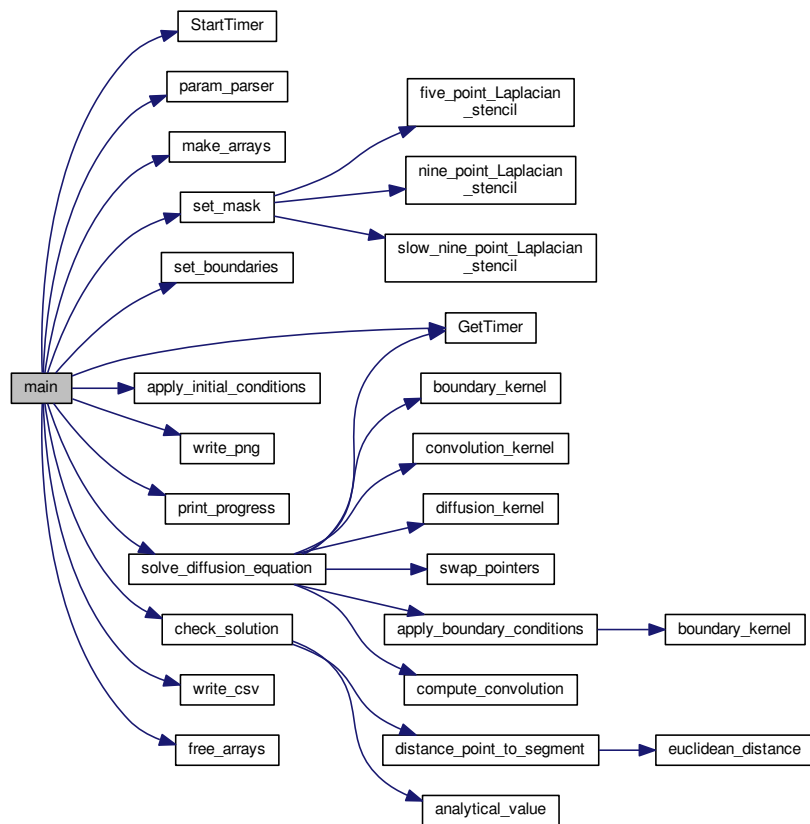 StartTimer
param_parser
five_point_Laplacian
_stencil
make_arrays
nine_point_Laplacian
_stencil
set_mask
slow_nine_point_Laplacian
_stencil
set_boundaries
GetTimer
main
apply_initial_conditions
boundary_kernel
write_png
convolution_kernel
print_progress
diffusion_kernel
solve_diffusion_equation
swap_pointers
check_solution
apply_boundary_conditions
boundary_kernel
write_csv
compute_convolution
free_arrays
distance_point_to_segment
euclidean_distance
analytical_value